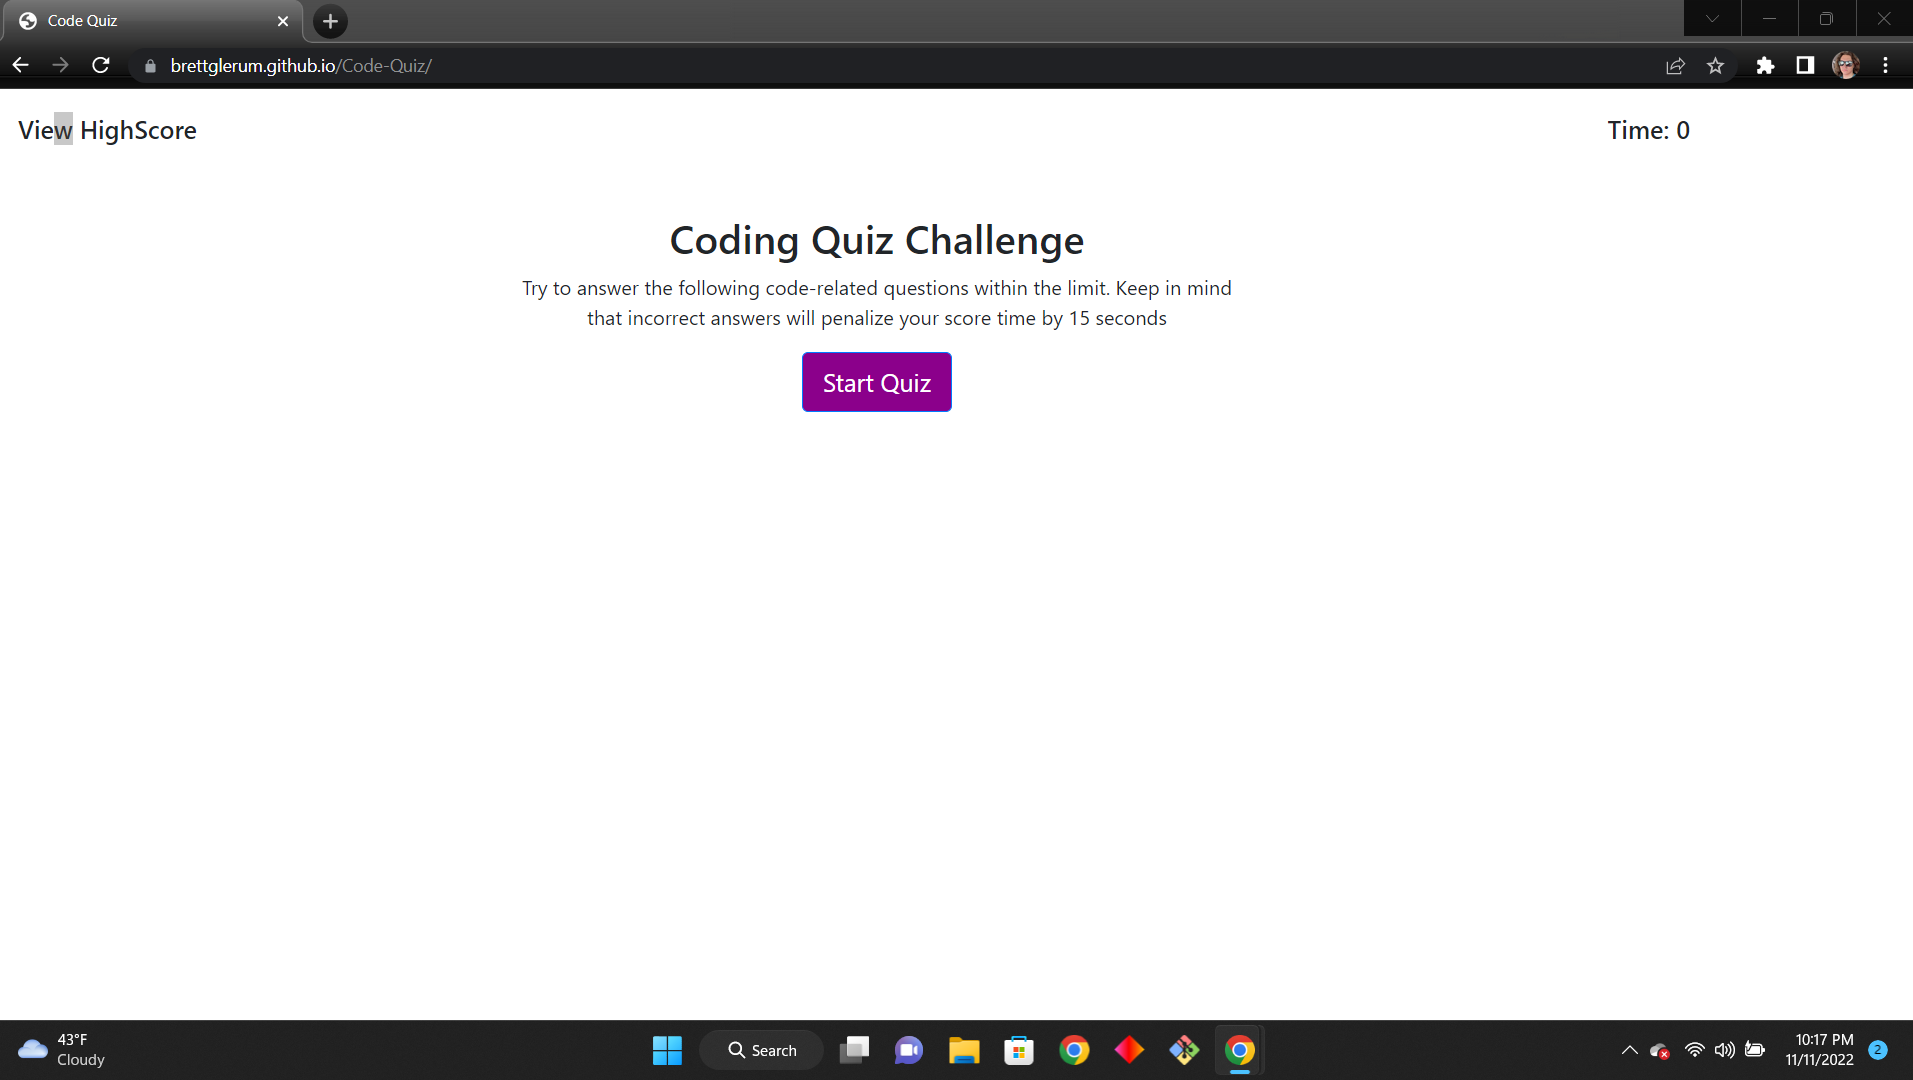 Code Quiz
brettglerum.github.io/Code-Quiz/
View HighScore
Time: 0
Coding Quiz Challenge
Try to answer the following code-related questions within the limit. Keep in mind
that incorrect answers will penalize your score time by 15 seconds
Start Quiz
43°F
Cloudy
Search
10:17 PM
11/11/2022
2